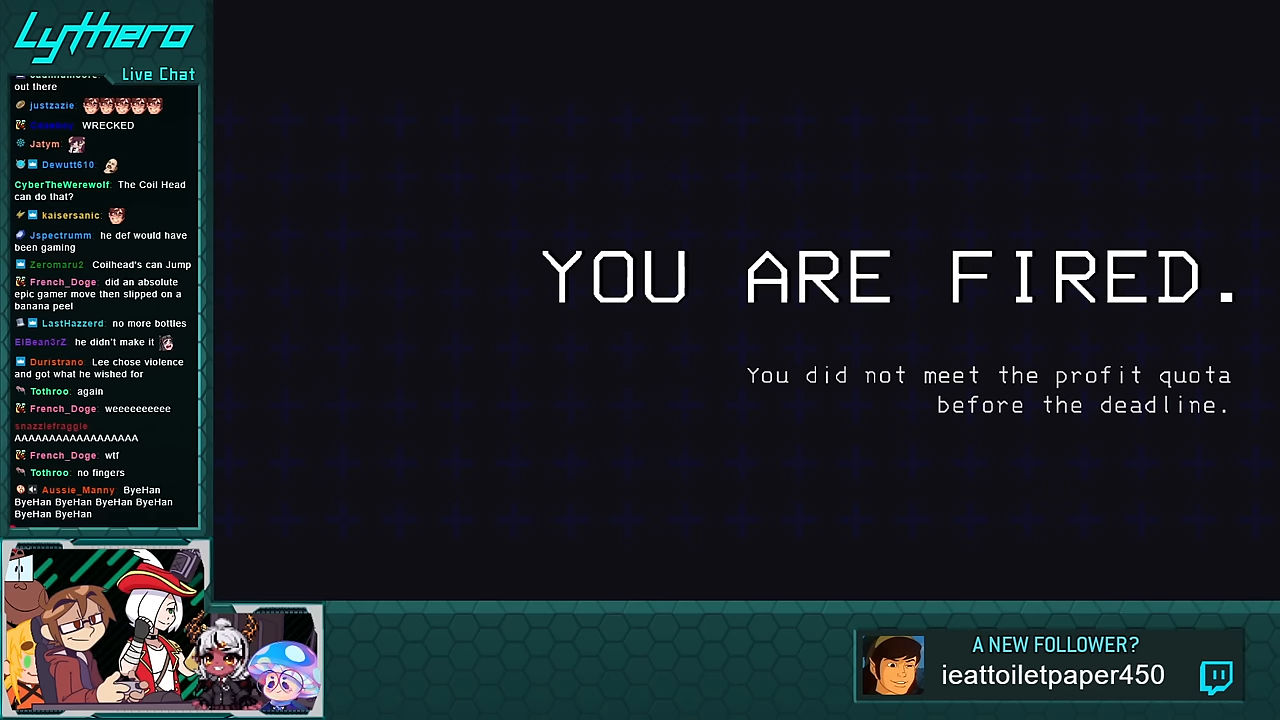 Lythero
Live Chat
out there
justzazie:
WRECKED
Jatym:
Dewutt610:
CyberTheWerewolf: The Coil Head
can do that?
kaisersanic:
Jspectrumm: he def would have
been gaming
Zeromaru2: Coilhead's can Jump
French_Doge: did an absolute
epic gamer move then slipped on a
banana peel
LastHazzerd: no more bottles
ElBean3rZ: he didn't make it
Duristrano: Lee chose violence
and got what he wished for
Tothroo: again
French_Doge: weeeeeeeeee
snazzlefraggle:
AAAAAAAAAAAAAAAAAA
French_Doge: wtf
Tothroo: no fingers
Aussie_Manny: ByeHan
ByeHan ByeHan ByeHan ByeHan
ByeHan ByeHan
YOU ARE FIRED.
You did not meet the profit quota
before the deadline.
A NEW FOLLOWER?
ieattoiletpaper450